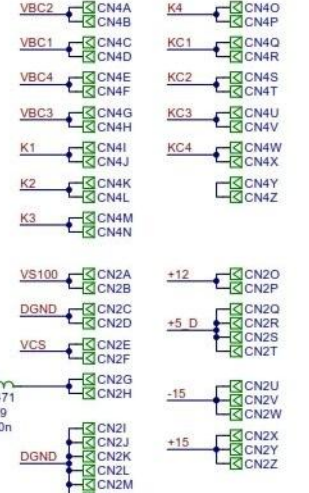 VBC2 CN4A
CN4B
VBC1 CN4C
CN4D
VBC4 CN4E
CN4F
VBC3 CN4G
CN4H
K1 CN4I
CN4J
K2 CN4K
CN4L
K3 CN4M
CN4N
K4 CN4O
CN4P
KC1 CN4Q
CN4R
KC2 CN4S
CN4T
KC3 CN4U
CN4V
KC4 CN4W
CN4X
CN4Y
CN4Z
VS100 CN2A
CN2B
DGND CN2C
CN2D
VCS CN2E
CN2F
CN2G
CN2H
71
9
0n
CN2I
CN2J
DGND CN2K
CN2L
CN2M
+12 CN2O
CN2P
CN2Q
+5_D CN2R
CN2S
CN2T
CN2U
-15 CN2V
CN2W
CN2X
+15 CN2Y
CN2Z